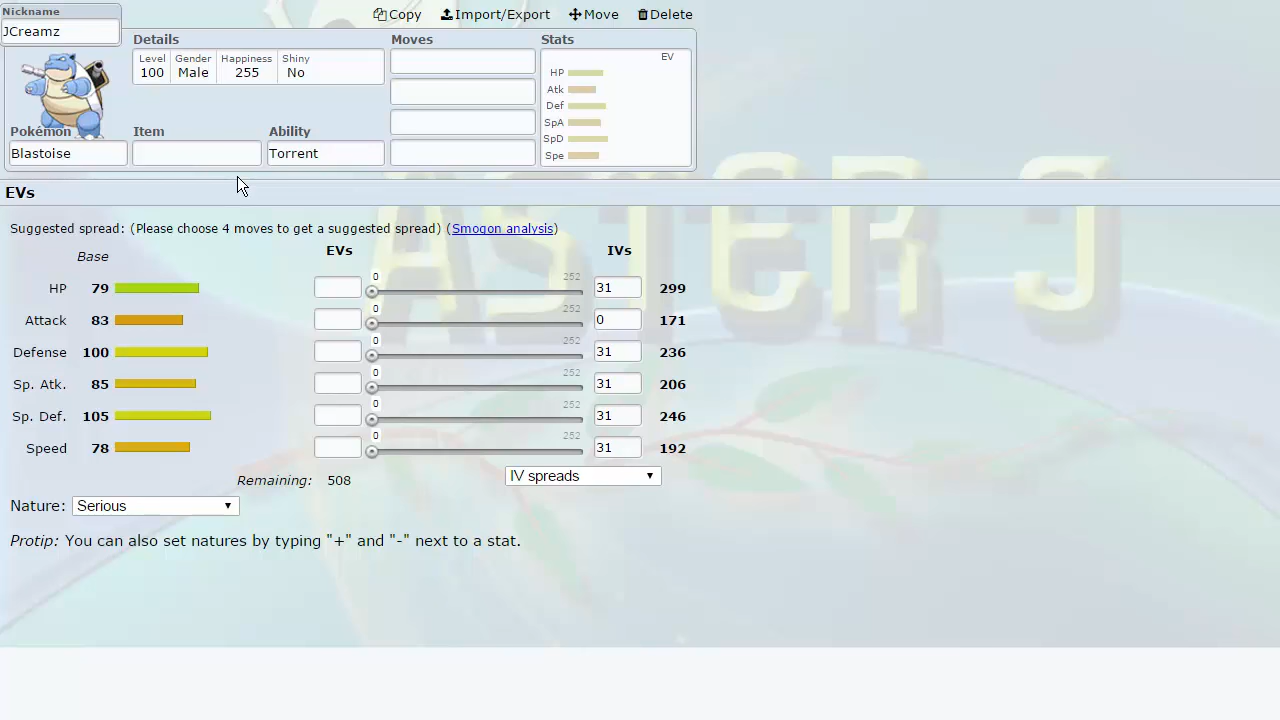 Nickname
JCreamz
Copy Import/Export Move Delete
Details
Level Gender Happiness Shiny
100 Male 255 No
Pokémon Item Ability
Blastoise Torrent
Moves
Stats
EV
HP
Atk
Def
SpA
SpD
Spe
EVs
Suggested spread: (Please choose 4 moves to get a suggested spread) (Smogon analysis)
Base EVs IVs
0 252
HP 79 31 299
0 252
Attack 83 0 171
0 252
Defense 100 31 236
0 252
Sp. Atk. 85 31 206
0 252
Sp. Def. 105 31 246
0 252
Speed 78 31 192
Remaining: 508 IV spreads
Nature: Serious
Protip: You can also set natures by typing "+" and "-" next to a stat.
ASTER J